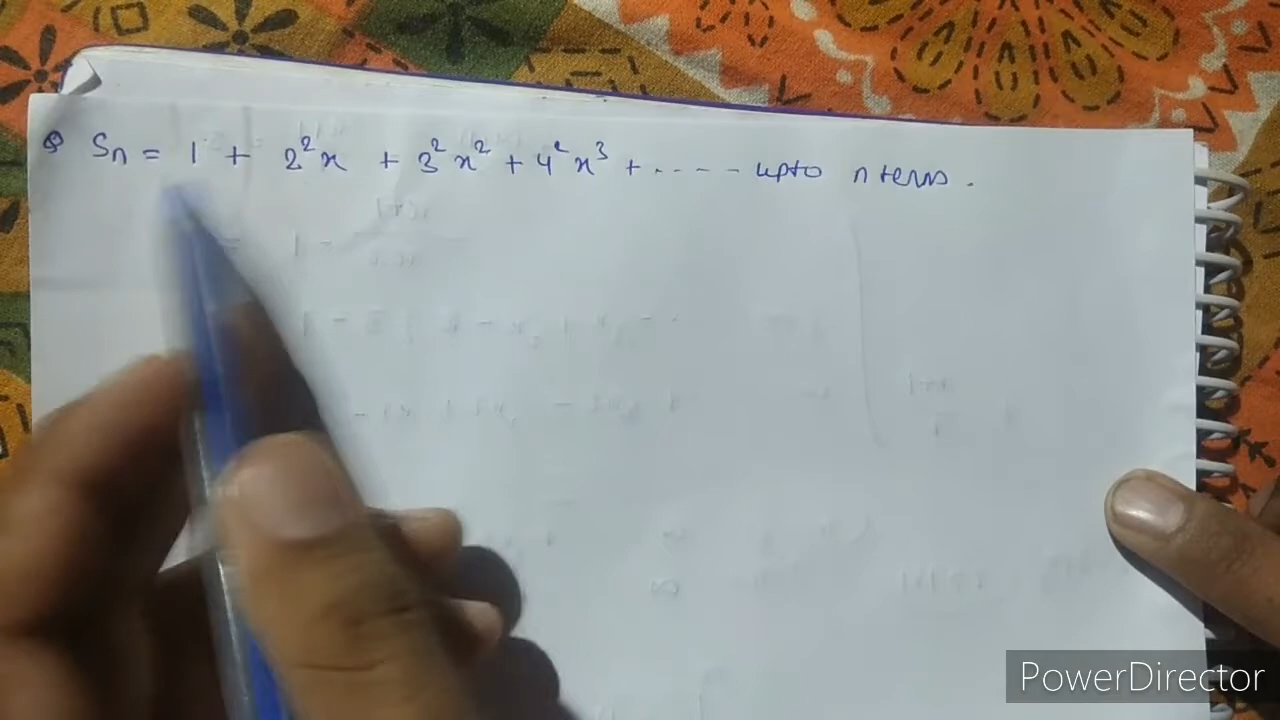 Q Sn = 1 + 2²x + 3²x² + 4²x³ + ..... upto n terms.
PowerDirector